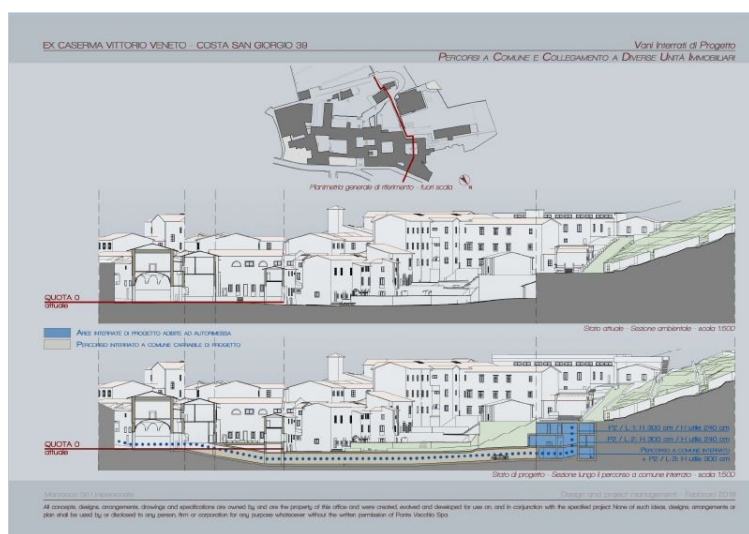 EX CASERMA VITTORIO VENETO - COSTA SAN GIORGIO 39
Vani Interrati di Progetto
PERCORSI A COMUNE E COLLEGAMENTO A DIVERSE UNITÀ IMMOBILIARI
Planimetria generale di riferimento - fuori scala
N
QUOTA 0
attuale
Stato attuale - Sezione ambientale - scala 1:500
AREE INTERRATE DI PROGETTO ADIBITE AD AUTORIMESSA
PERCORSO INTERRATO A COMUNE CARRABILE DI PROGETTO
P2 / L 1: H 300 cm / H utile 240 cm
P2 / L 2: H 300 cm / H utile 240 cm
PERCORSO A COMUNE INTERRATO
+ P2 / L 3: H utile 300 cm
QUOTA 0
attuale
Stato di progetto - Sezione lungo il percorso a comune interrato - scala 1:500
Design and project management - Febbraio 2018
All concepts, designs, arrangements, drawings and specifications are owned by and are the property of this office and were created, evolved and developed for use on, and in conjunction with the specified project. None of such ideas, designs, arrangements or
plan shall be used by or disclosed to any person, firm or corporation for any purpose whatsoever without the written permission of Ponte Vecchio Spa